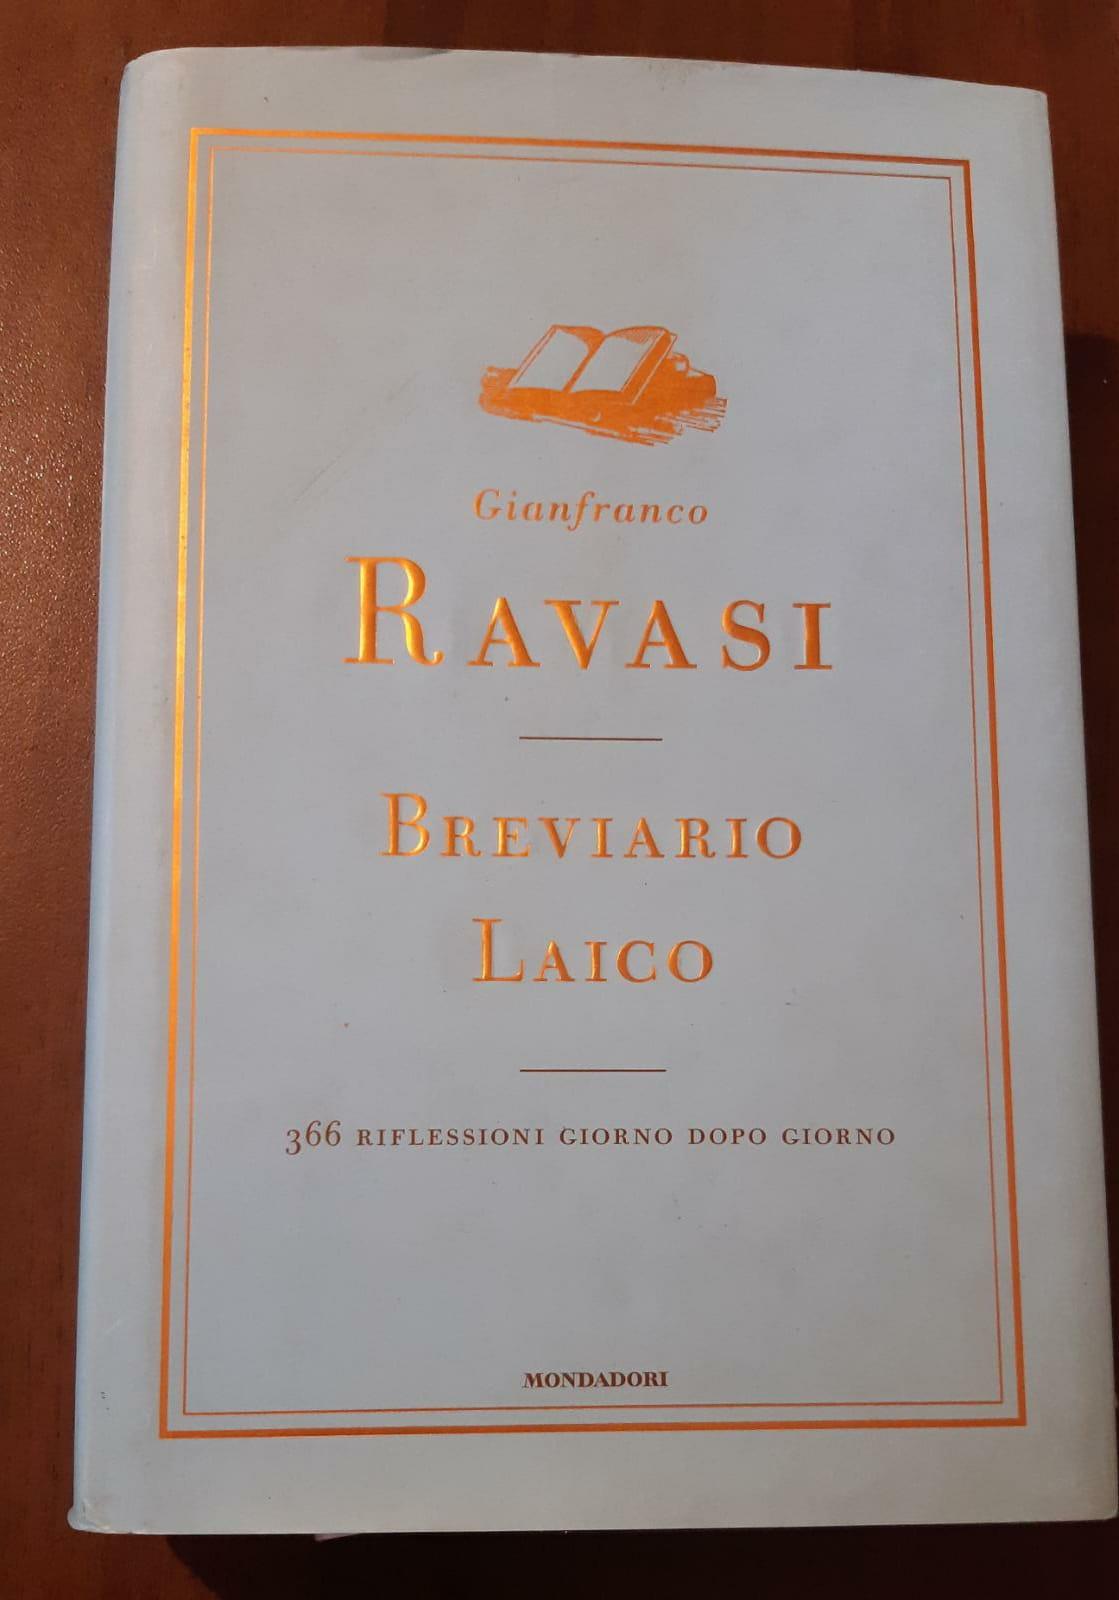 Gianfranco
RAVASI
BREVIARIO
LAICO
366 RIFLESSIONI GIORNO DOPO GIORNO
MONDADORI